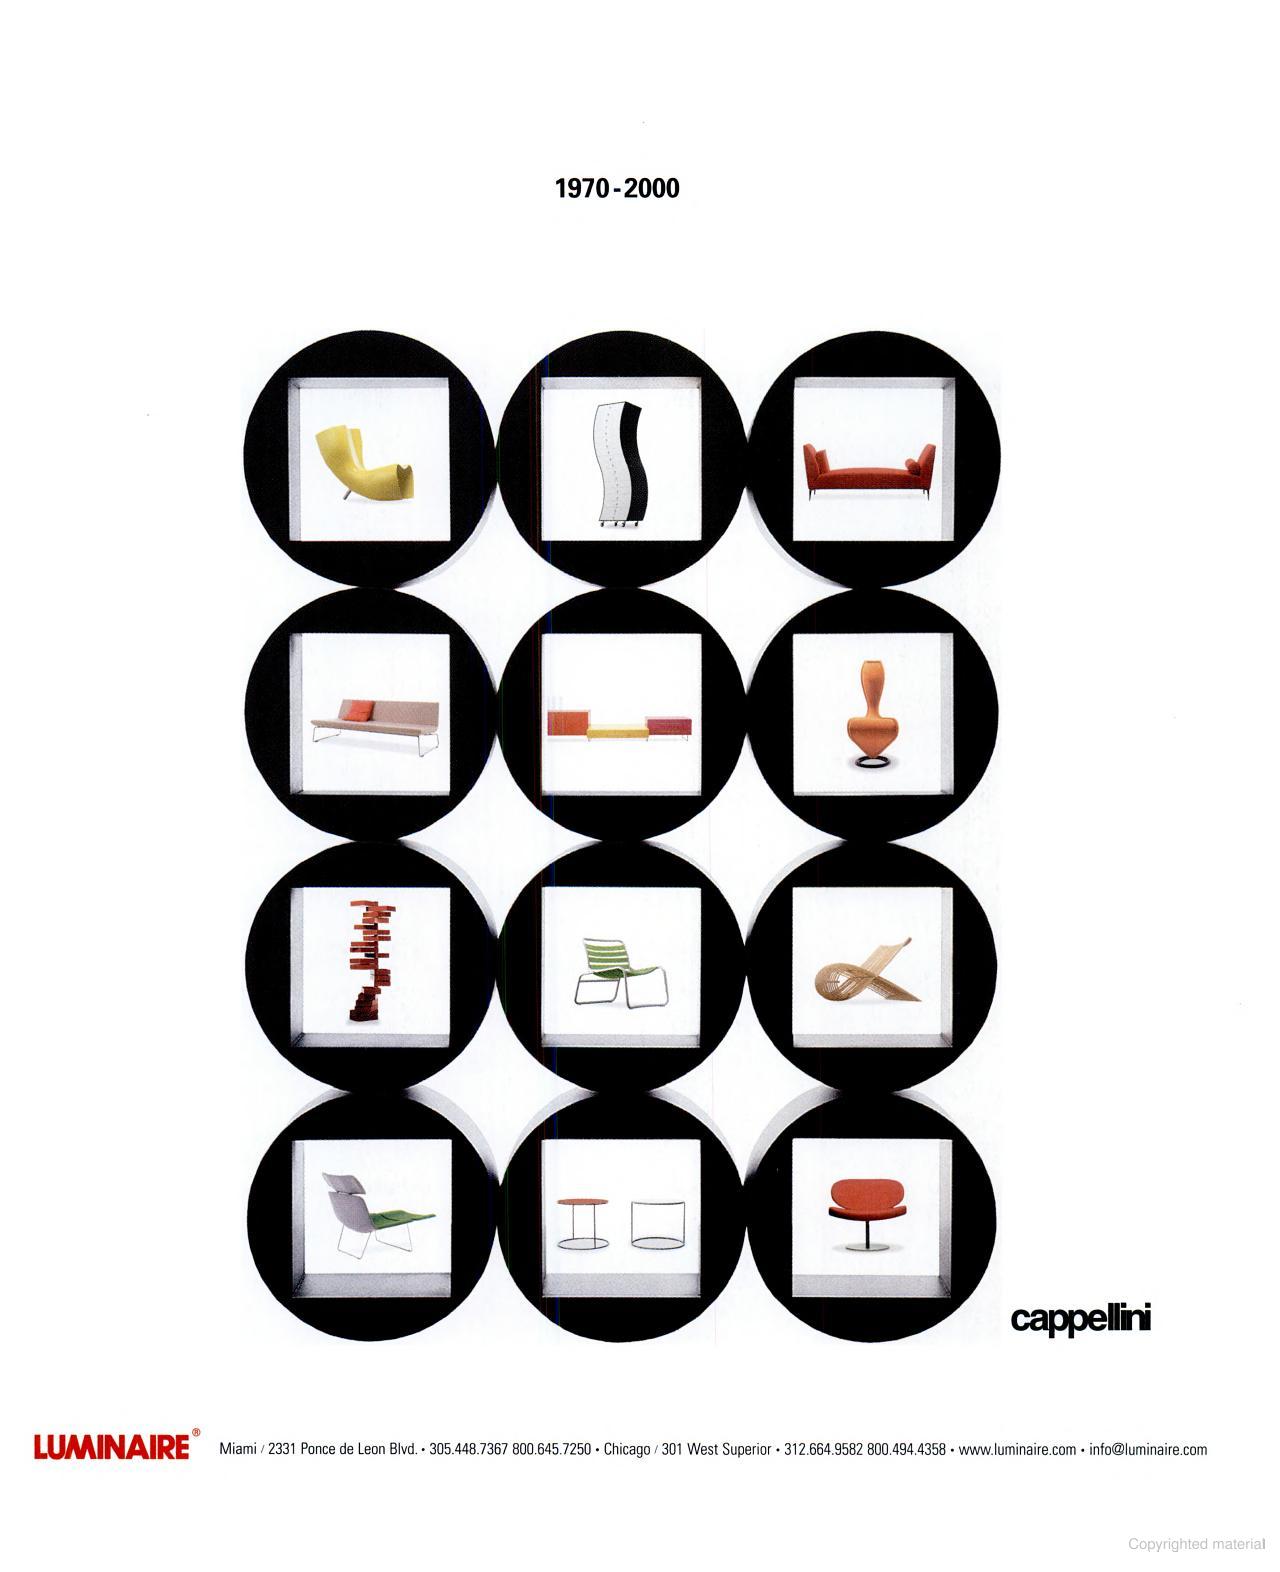 1970-2000
cappellini
LUMINAIRE® Miami / 2331 Ponce de Leon Blvd. • 305.448.7367 800.645.7250 • Chicago / 301 West Superior • 312.664.9582 800.494.4358 • www.luminaire.com • info@luminaire.com
Copyrighted material